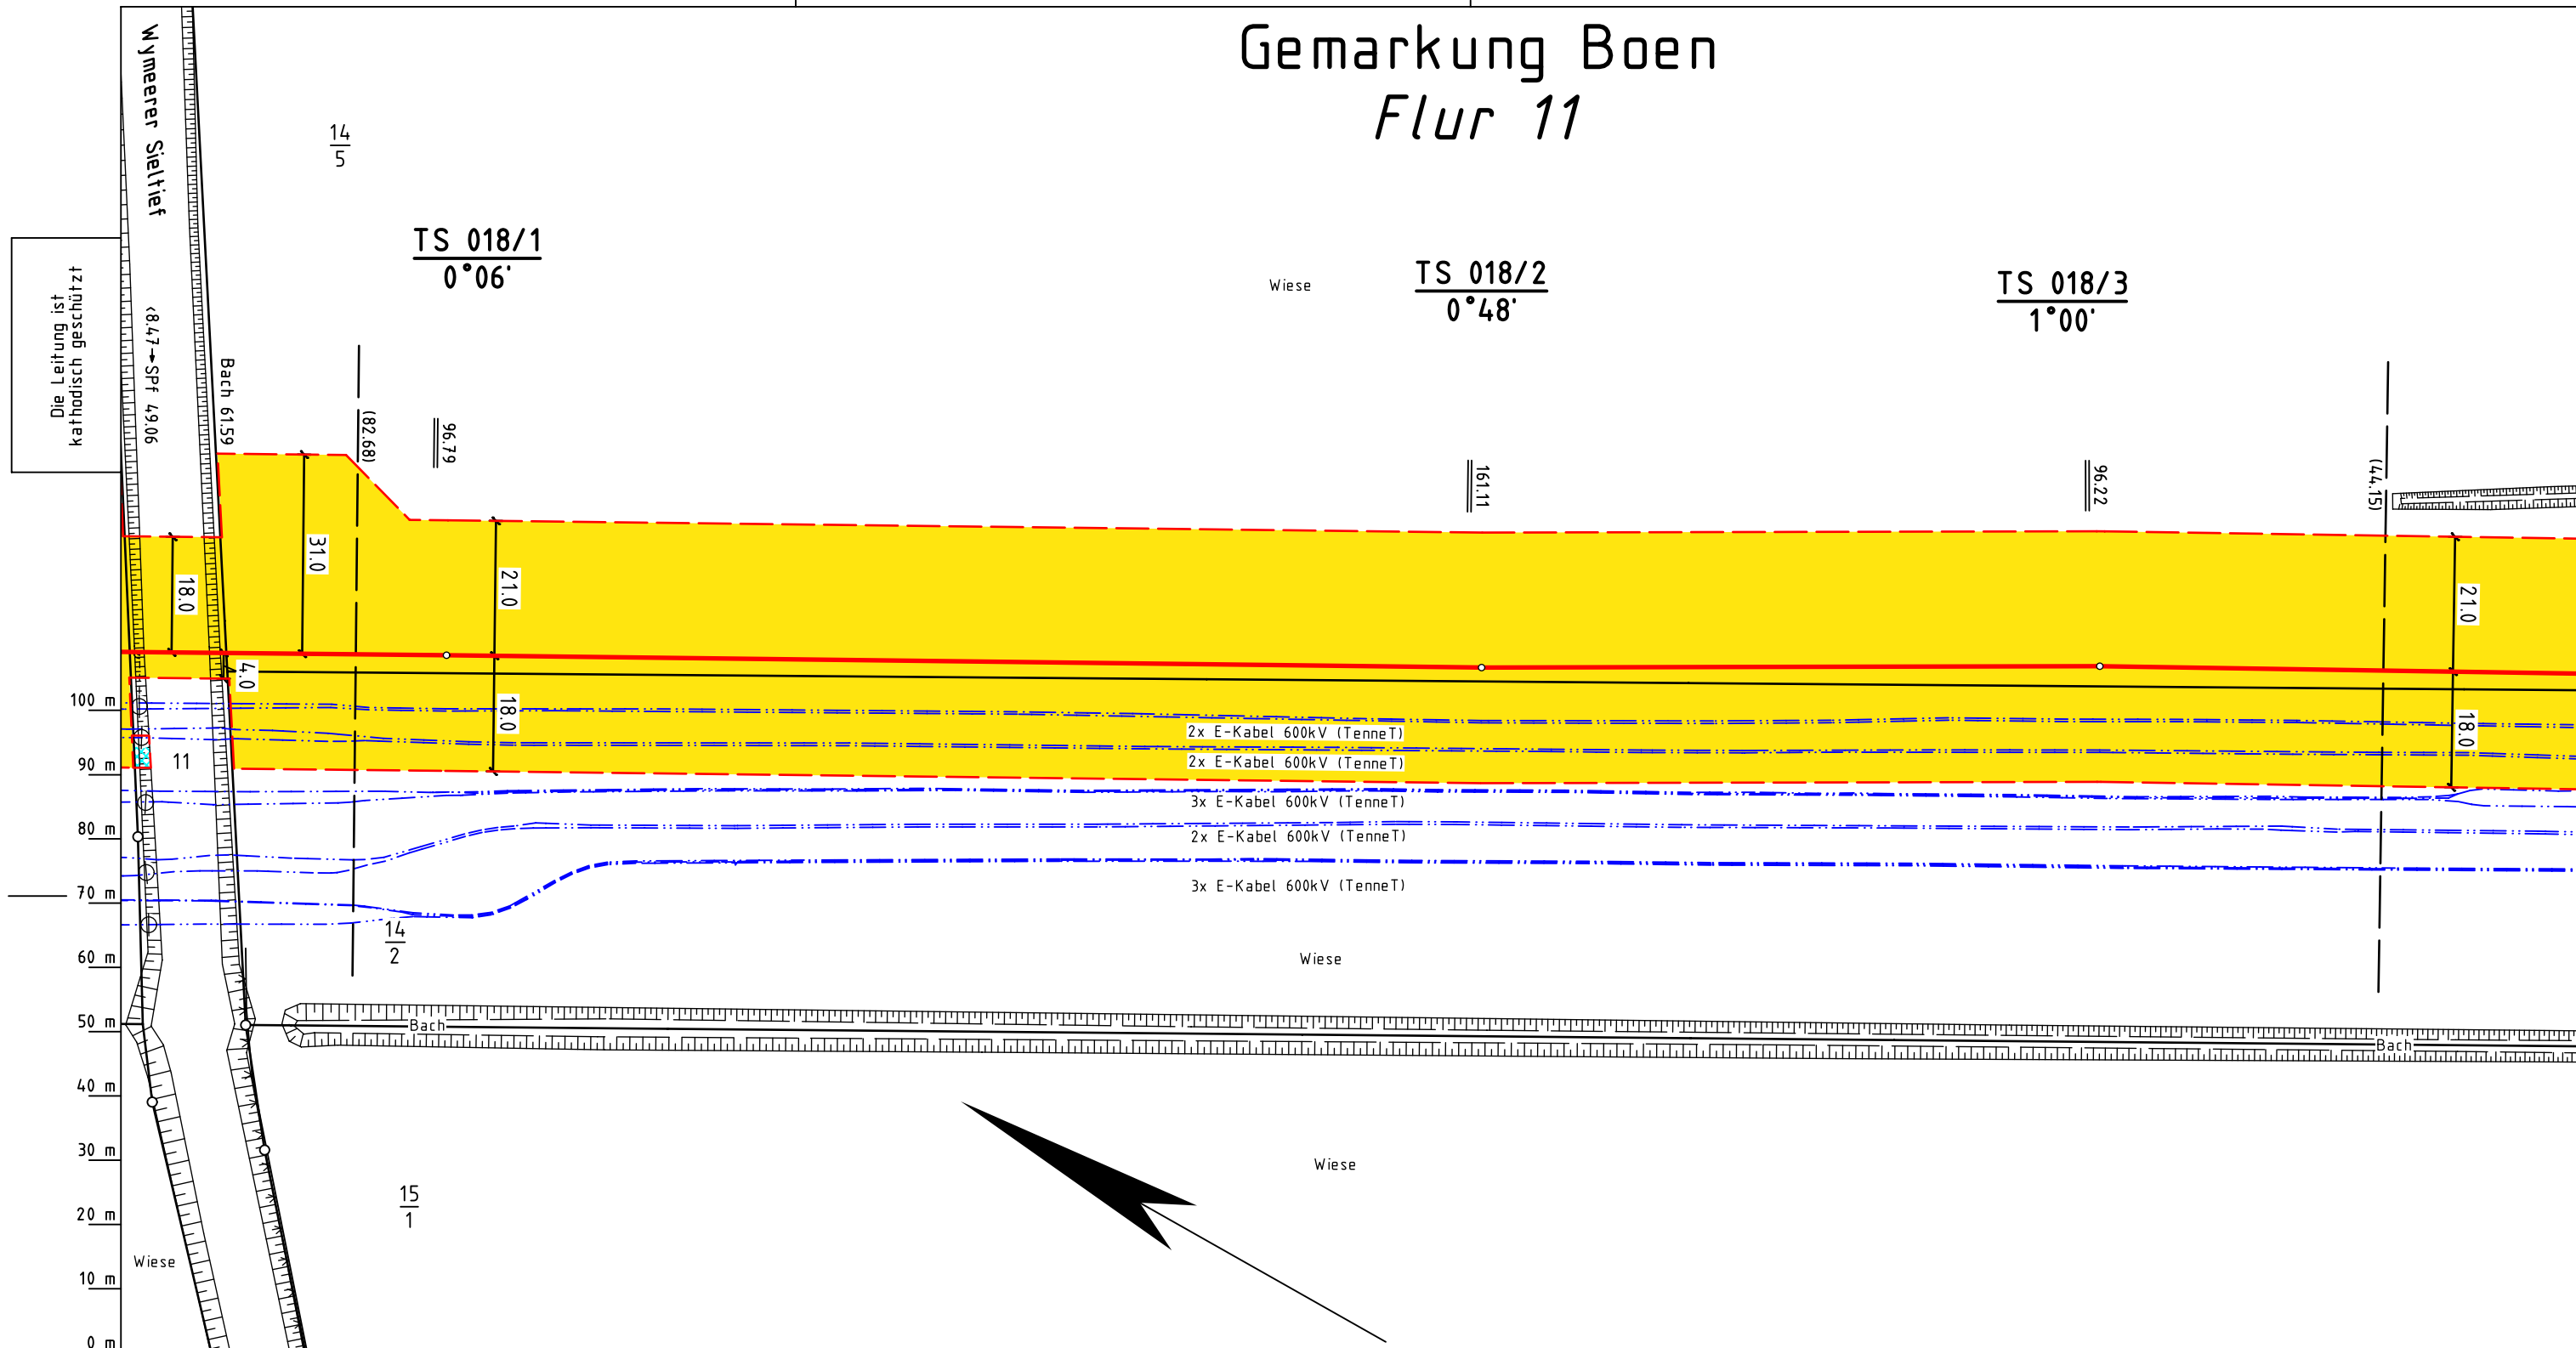 Gemarkung Boen
Flur 11
Wymeerer Sieltief
14
5
TS 018/1
0°06'
Wiese
TS 018/2
0°48'
TS 018/3
1°00'
Die Leitung ist
kathodisch geschützt
<8.47→SPf 49.06
Bach 61.59
(82.68)
96.79
161.11
96.22
(44.15)
18.0
31.0
21.0
21.0
4.0
18.0
18.0
100 m
90 m
80 m
70 m
60 m
50 m
40 m
30 m
20 m
10 m
0 m
11
2x E-Kabel 600kV (TenneT)
2x E-Kabel 600kV (TenneT)
3x E-Kabel 600kV (TenneT)
2x E-Kabel 600kV (TenneT)
3x E-Kabel 600kV (TenneT)
14
2
Wiese
Bach
Bach
Wiese
15
1
Wiese